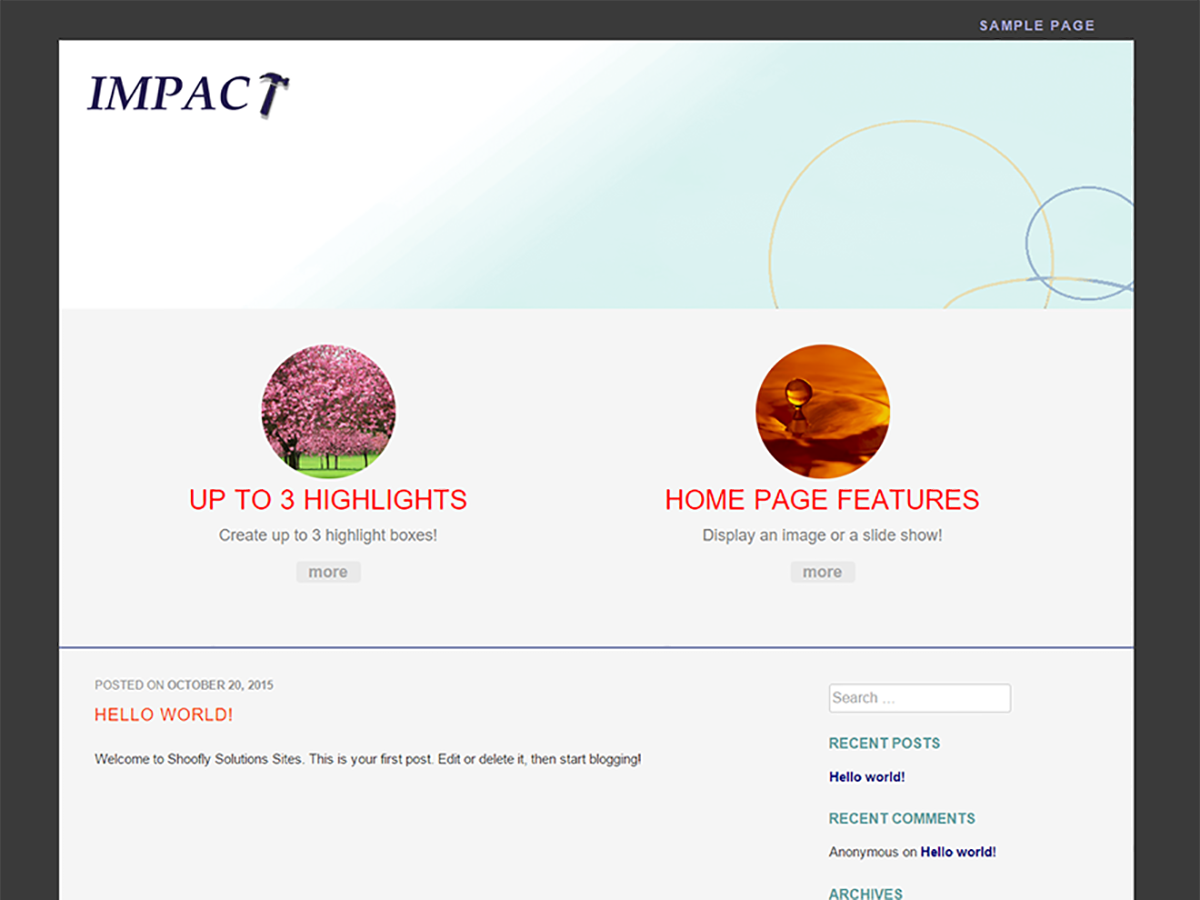 SAMPLE PAGE
IMPACT
UP TO 3 HIGHLIGHTS
Create up to 3 highlight boxes!
more
HOME PAGE FEATURES
Display an image or a slide show!
more
POSTED ON OCTOBER 20, 2015
HELLO WORLD!
Welcome to Shoofly Solutions Sites. This is your first post. Edit or delete it, then start blogging!
Search ...
RECENT POSTS
Hello world!
RECENT COMMENTS
Anonymous on Hello world!
ARCHIVES